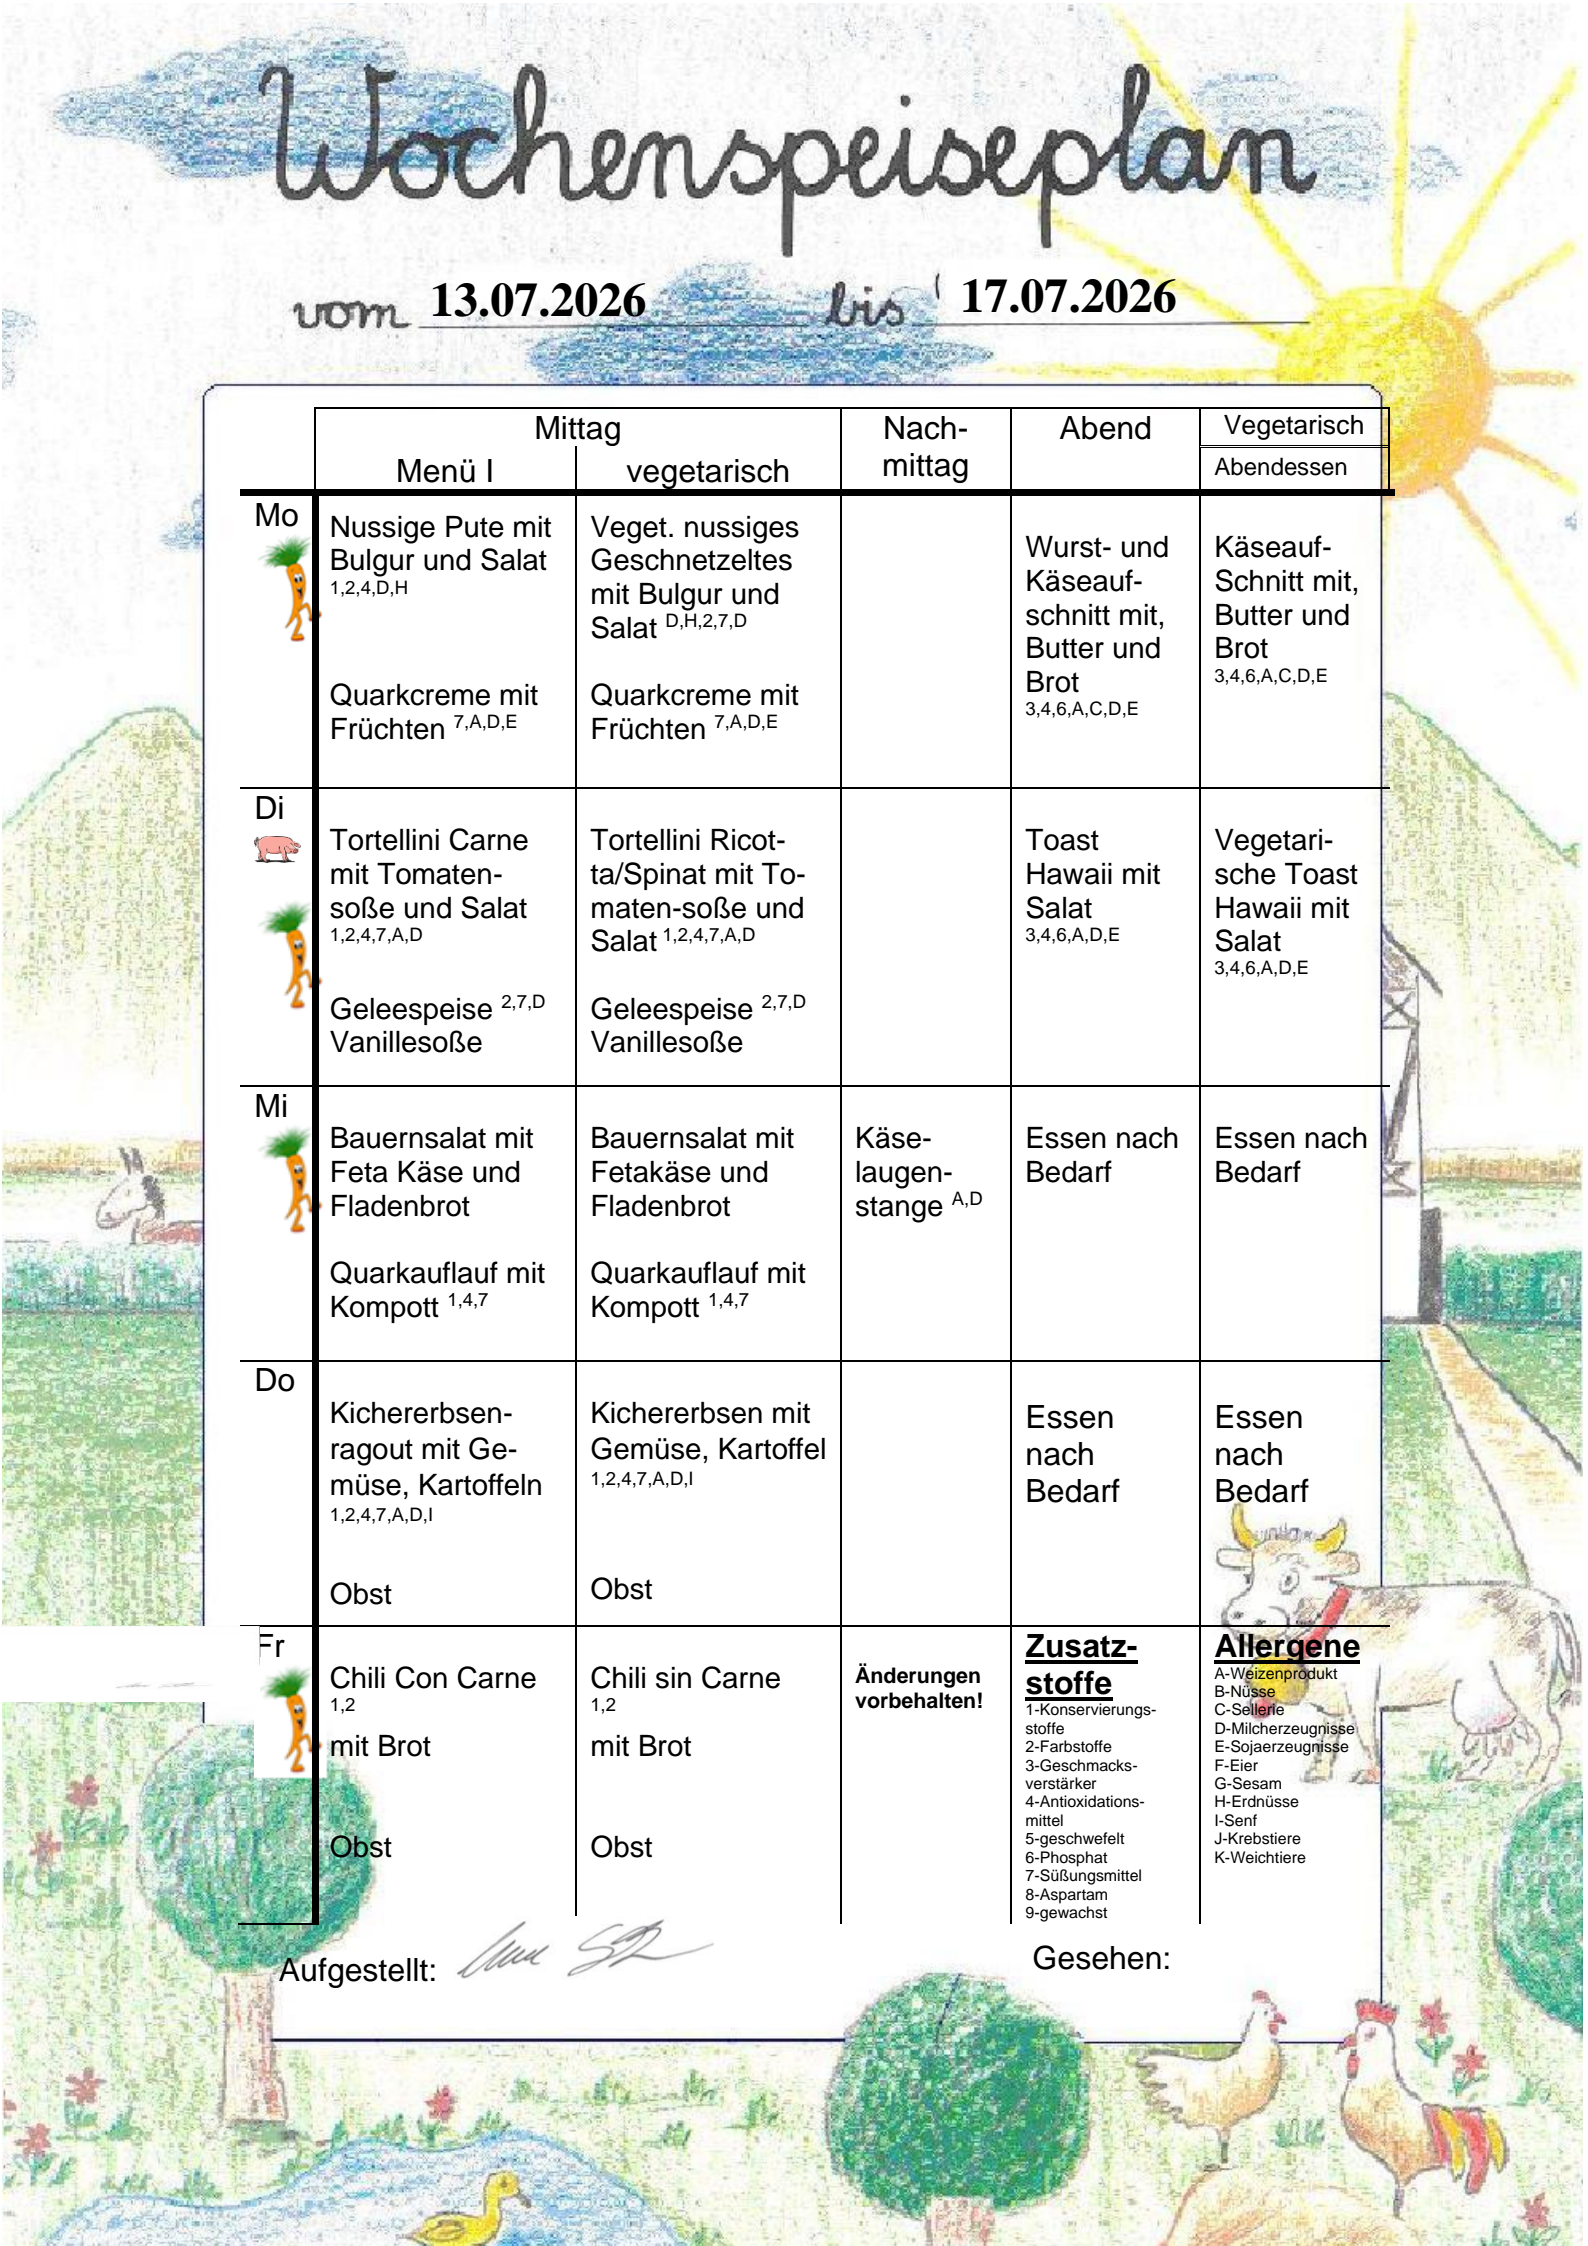 Wochenspeiseplan
vom 13.07.2026 bis 17.07.2026
Mittag
Menü I
vegetarisch
Nach-
mittag
Abend
Vegetarisch
Abendessen
Mo
Nussige Pute mit
Bulgur und Salat
1,2,4,D,H
Quarkcreme mit
Früchten 7,A,D,E
Veget. nussiges
Geschnetzeltes
mit Bulgur und
Salat D,H,2,7,D
Quarkcreme mit
Früchten 7,A,D,E
Wurst- und
Käseauf-
schnitt mit,
Butter und
Brot
3,4,6,A,C,D,E
Käseauf-
Schnitt mit,
Butter und
Brot
3,4,6,A,C,D,E
Di
Tortellini Carne
mit Tomaten-
soße und Salat
1,2,4,7,A,D
Geleespeise 2,7,D
Vanillesoße
Tortellini Ricot-
ta/Spinat mit To-
maten-soße und
Salat 1,2,4,7,A,D
Geleespeise 2,7,D
Vanillesoße
Toast
Hawaii mit
Salat
3,4,6,A,D,E
Vegetari-
sche Toast
Hawaii mit
Salat
3,4,6,A,D,E
Mi
Bauernsalat mit
Feta Käse und
Fladenbrot
Quarkauflauf mit
Kompott 1,4,7
Bauernsalat mit
Fetakäse und
Fladenbrot
Quarkauflauf mit
Kompott 1,4,7
Käse-
laugen-
stange A,D
Essen nach
Bedarf
Essen nach
Bedarf
Do
Kichererbsen-
ragout mit Ge-
müse, Kartoffeln
1,2,4,7,A,D,I
Obst
Kichererbsen mit
Gemüse, Kartoffel
1,2,4,7,A,D,I
Obst
Essen
nach
Bedarf
Essen
nach
Bedarf
Fr
Chili Con Carne
1,2
mit Brot
Obst
Chili sin Carne
1,2
mit Brot
Obst
Änderungen
vorbehalten!
Zusatz-
stoffe
1-Konservierungs-
stoffe
2-Farbstoffe
3-Geschmacks-
verstärker
4-Antioxidations-
mittel
5-geschwefelt
6-Phosphat
7-Süßungsmittel
8-Aspartam
9-gewachst
Allergene
A-Weizenprodukt
B-Nüsse
C-Sellerie
D-Milcherzeugnisse
E-Sojaerzeugnisse
F-Eier
G-Sesam
H-Erdnüsse
I-Senf
J-Krebstiere
K-Weichtiere
Aufgestellt:
Gesehen: